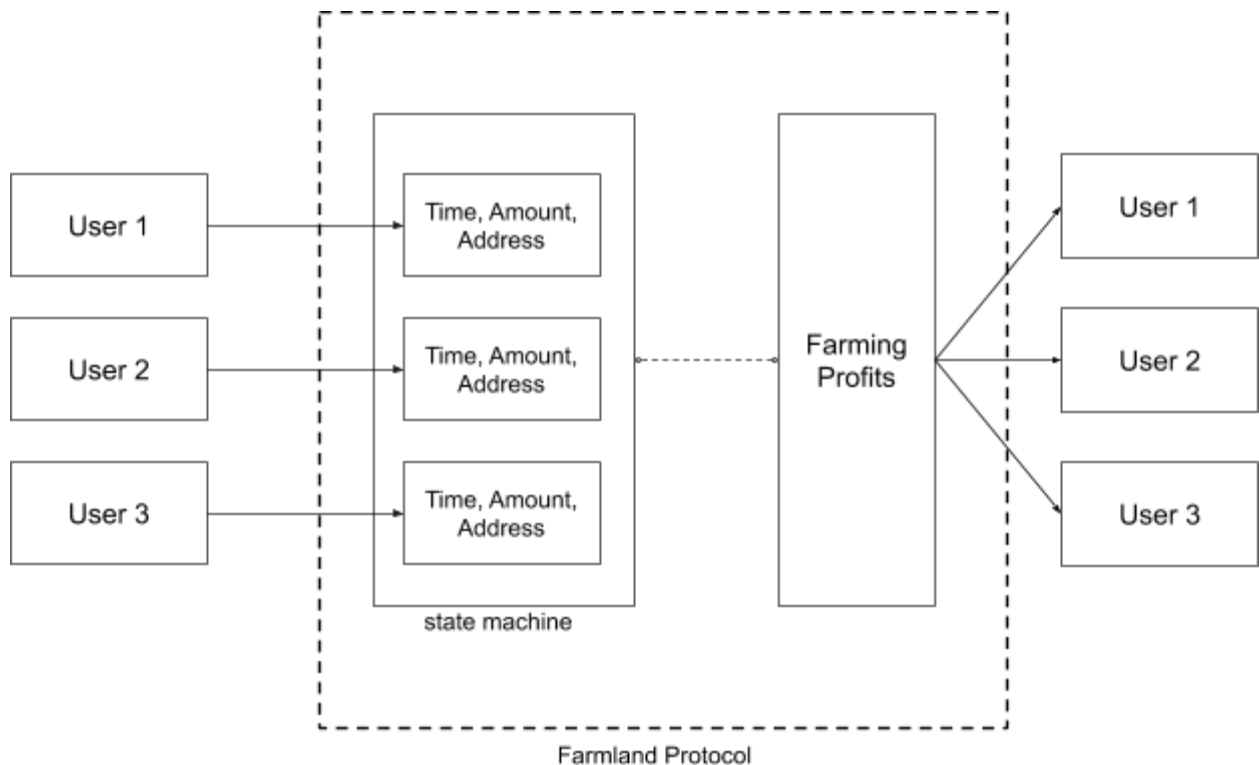 User 1
User 2
User 3
Time, Amount,
Address
Time, Amount,
Address
Time, Amount,
Address
state machine
Farming
Profits
User 1
User 2
User 3
Farmland Protocol